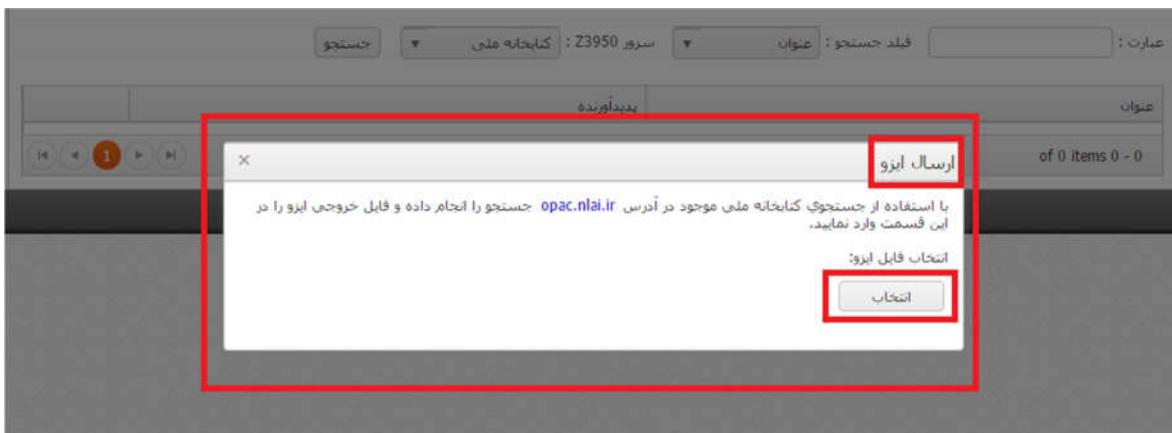 عبارت : فیلد جستجو : عنوان سرور Z3950 : کتابخانه ملی جستجو
عنوان پدیدآورنده
1 of 0 items 0 - 0
ارسال ایزو ×
با استفاده از جستجوي کتابخانه ملی موجود در آدرس opac.nlai.ir جستجو را انجام داده و فایل خروجی ایزو را در
این قسمت وارد نمایید.
انتخاب فایل ایزو:
انتخاب